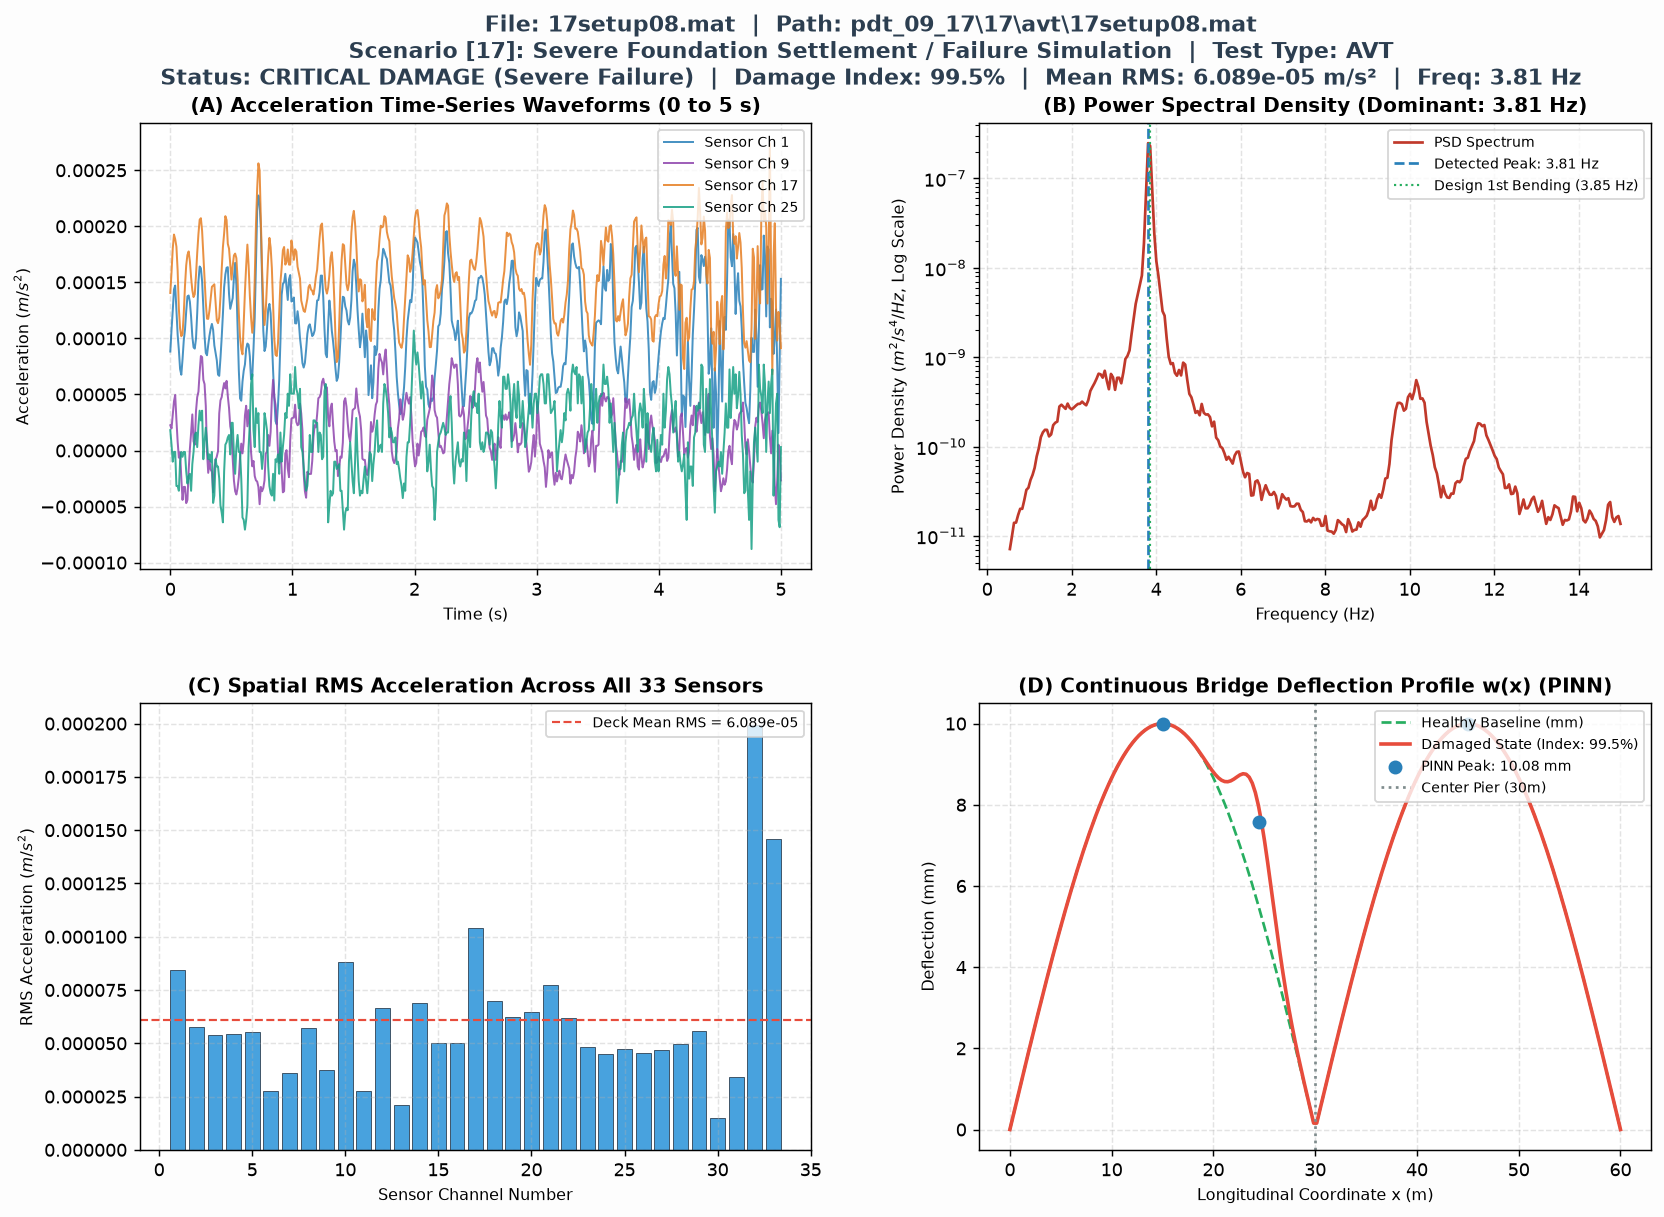 File: 17setup08.mat | Path: pdt_09_17\17\avt\17setup08.mat
Scenario [17]: Severe Foundation Settlement / Failure Simulation | Test Type: AVT
Status: CRITICAL DAMAGE (Severe Failure) | Damage Index: 99.5% | Mean RMS: 6.089e-05 m/s² | Freq: 3.81 Hz
(A) Acceleration Time-Series Waveforms (0 to 5 s)
Sensor Ch 1
Sensor Ch 9
Sensor Ch 17
Sensor Ch 25
0.00025
0.00020
0.00015
0.00010
0.00005
0.00000
−0.00005
−0.00010
Acceleration (m/s²)
0 1 2 3 4 5
Time (s)
(B) Power Spectral Density (Dominant: 3.81 Hz)
PSD Spectrum
Detected Peak: 3.81 Hz
Design 1st Bending (3.85 Hz)
10⁻⁷
10⁻⁸
10⁻⁹
10⁻¹⁰
10⁻¹¹
Power Density (m²/s⁴/Hz, Log Scale)
0 2 4 6 8 10 12 14
Frequency (Hz)
(C) Spatial RMS Acceleration Across All 33 Sensors
Deck Mean RMS = 6.089e-05
0.000200
0.000175
0.000150
0.000125
0.000100
0.000075
0.000050
0.000025
0.000000
RMS Acceleration (m/s²)
0 5 10 15 20 25 30 35
Sensor Channel Number
(D) Continuous Bridge Deflection Profile w(x) (PINN)
Healthy Baseline (mm)
Damaged State (Index: 99.5%)
PINN Peak: 10.08 mm
Center Pier (30m)
10
8
6
4
2
0
Deflection (mm)
0 10 20 30 40 50 60
Longitudinal Coordinate x (m)